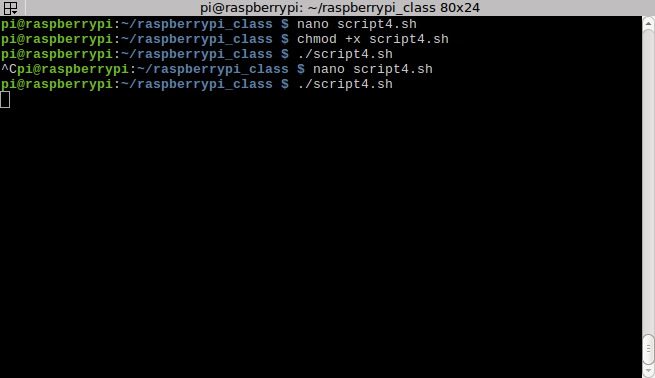 pi@raspberrypi: ~/raspberrypi_class 80x24
pi@raspberrypi:~/raspberrypi_class $ nano script4.sh
pi@raspberrypi:~/raspberrypi_class $ chmod +x script4.sh
pi@raspberrypi:~/raspberrypi_class $ ./script4.sh
^Cpi@raspberrypi:~/raspberrypi_class $ nano script4.sh
pi@raspberrypi:~/raspberrypi_class $ ./script4.sh